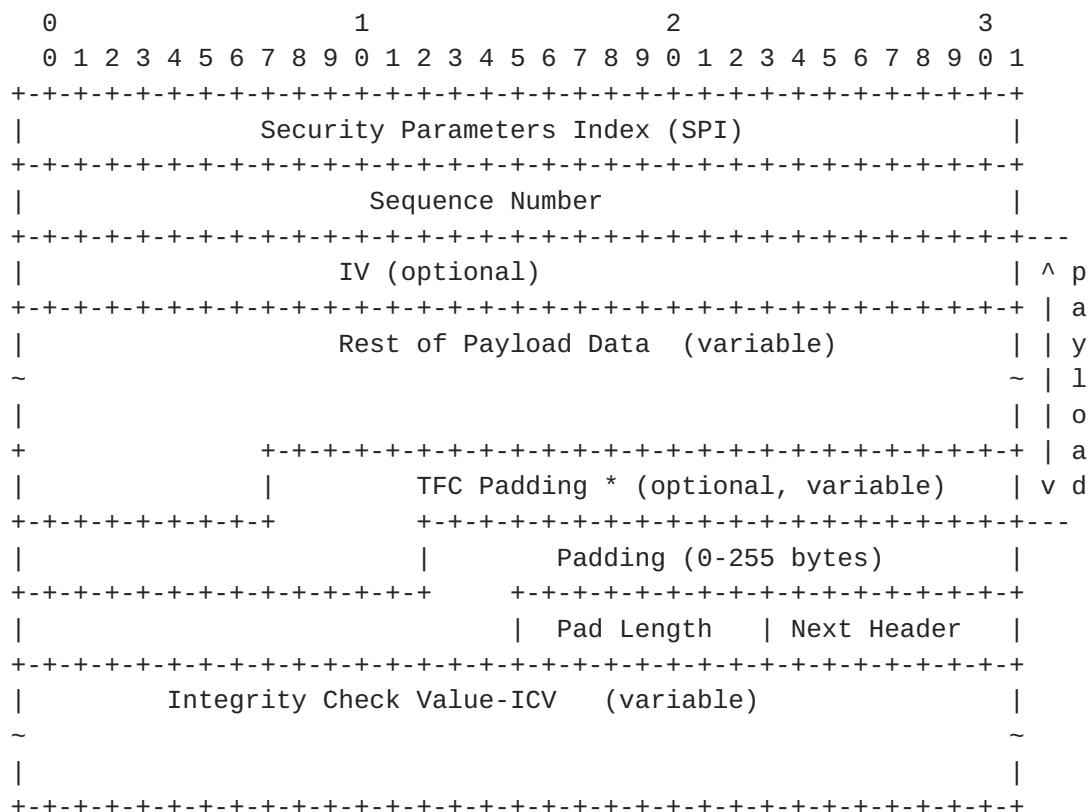 0                   1                   2                   3
  0 1 2 3 4 5 6 7 8 9 0 1 2 3 4 5 6 7 8 9 0 1 2 3 4 5 6 7 8 9 0 1
+-+-+-+-+-+-+-+-+-+-+-+-+-+-+-+-+-+-+-+-+-+-+-+-+-+-+-+-+-+-+-+-+
|               Security Parameters Index (SPI)                 |
+-+-+-+-+-+-+-+-+-+-+-+-+-+-+-+-+-+-+-+-+-+-+-+-+-+-+-+-+-+-+-+-+
|                      Sequence Number                          |
+-+-+-+-+-+-+-+-+-+-+-+-+-+-+-+-+-+-+-+-+-+-+-+-+-+-+-+-+-+-+-+-+---
|                    IV (optional)                              | ^ p
+-+-+-+-+-+-+-+-+-+-+-+-+-+-+-+-+-+-+-+-+-+-+-+-+-+-+-+-+-+-+-+-+ | a
|                    Rest of Payload Data  (variable)           | | y
~                                                               ~ | l
|                                                               | | o
+               +-+-+-+-+-+-+-+-+-+-+-+-+-+-+-+-+-+-+-+-+-+-+-+-+ | a
|               |         TFC Padding * (optional, variable)    | v d
+-+-+-+-+-+-+-+-+         +-+-+-+-+-+-+-+-+-+-+-+-+-+-+-+-+-+-+-+---
|                         |        Padding (0-255 bytes)        |
+-+-+-+-+-+-+-+-+-+-+-+-+-+     +-+-+-+-+-+-+-+-+-+-+-+-+-+-+-+-+
|                               |  Pad Length   | Next Header   |
+-+-+-+-+-+-+-+-+-+-+-+-+-+-+-+-+-+-+-+-+-+-+-+-+-+-+-+-+-+-+-+-+
|         Integrity Check Value-ICV   (variable)                |
~                                                               ~
|                                                               |
+-+-+-+-+-+-+-+-+-+-+-+-+-+-+-+-+-+-+-+-+-+-+-+-+-+-+-+-+-+-+-+-+